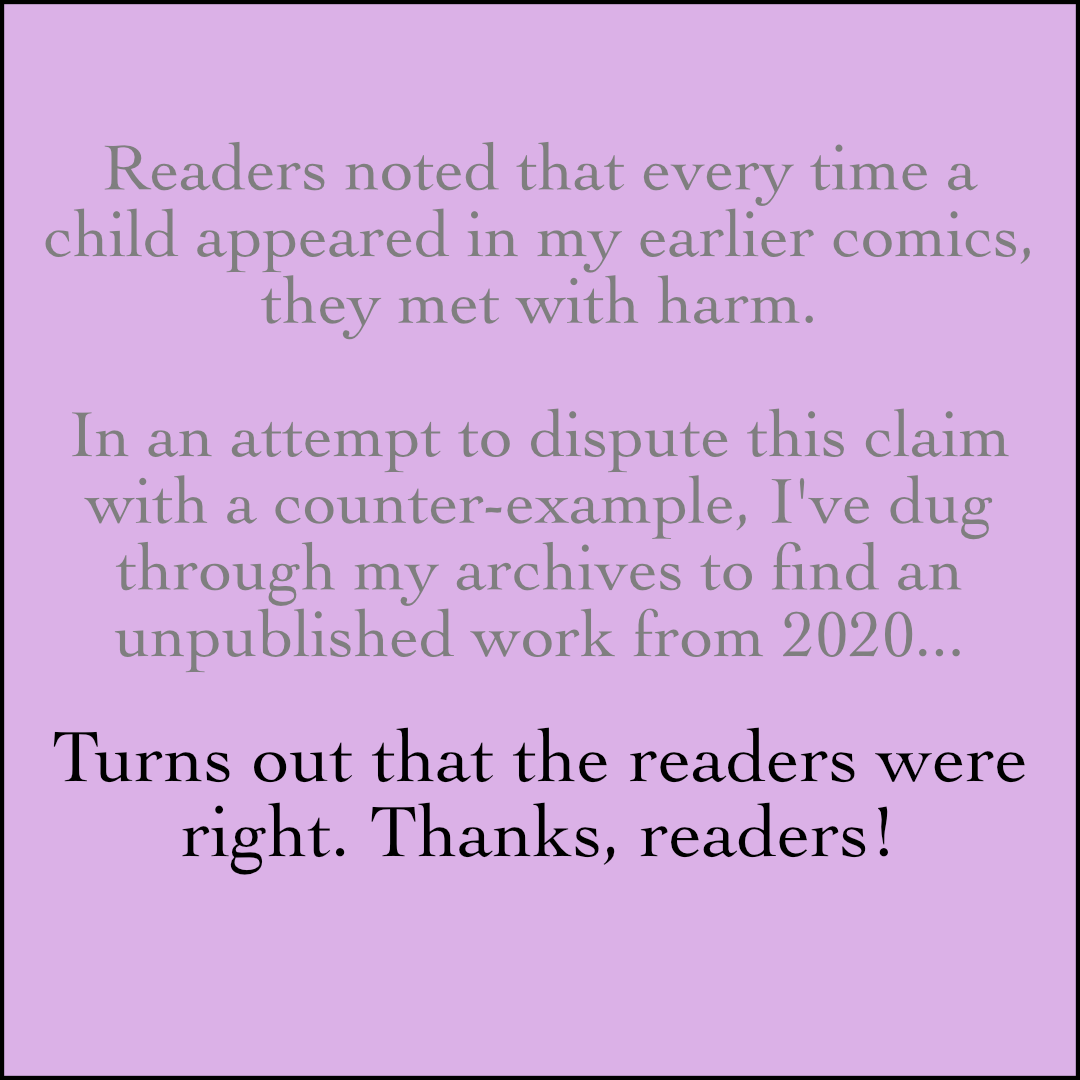 Readers noted that every time a
child appeared in my earlier comics,
they met with harm.
In an attempt to dispute this claim
with a counter-example, I've dug
through my archives to find an
unpublished work from 2020...
Turns out that the readers were
right. Thanks, readers!